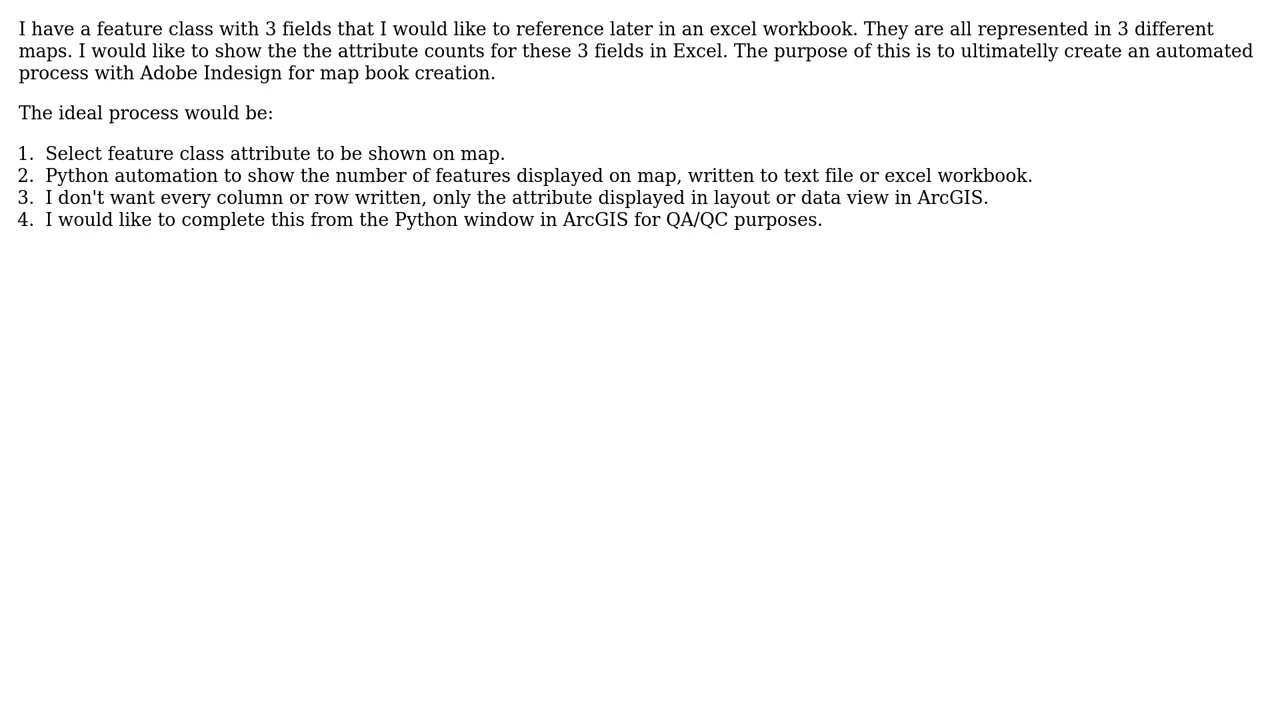 I have a feature class with 3 fields that I would like to reference later in an excel workbook. They are all represented in 3 different
maps. I would like to show the the attribute counts for these 3 fields in Excel. The purpose of this is to ultimatelly create an automated
process with Adobe Indesign for map book creation.
The ideal process would be:
1. Select feature class attribute to be shown on map.
2. Python automation to show the number of features displayed on map, written to text file or excel workbook.
3. I don't want every column or row written, only the attribute displayed in layout or data view in ArcGIS.
4. I would like to complete this from the Python window in ArcGIS for QA/QC purposes.